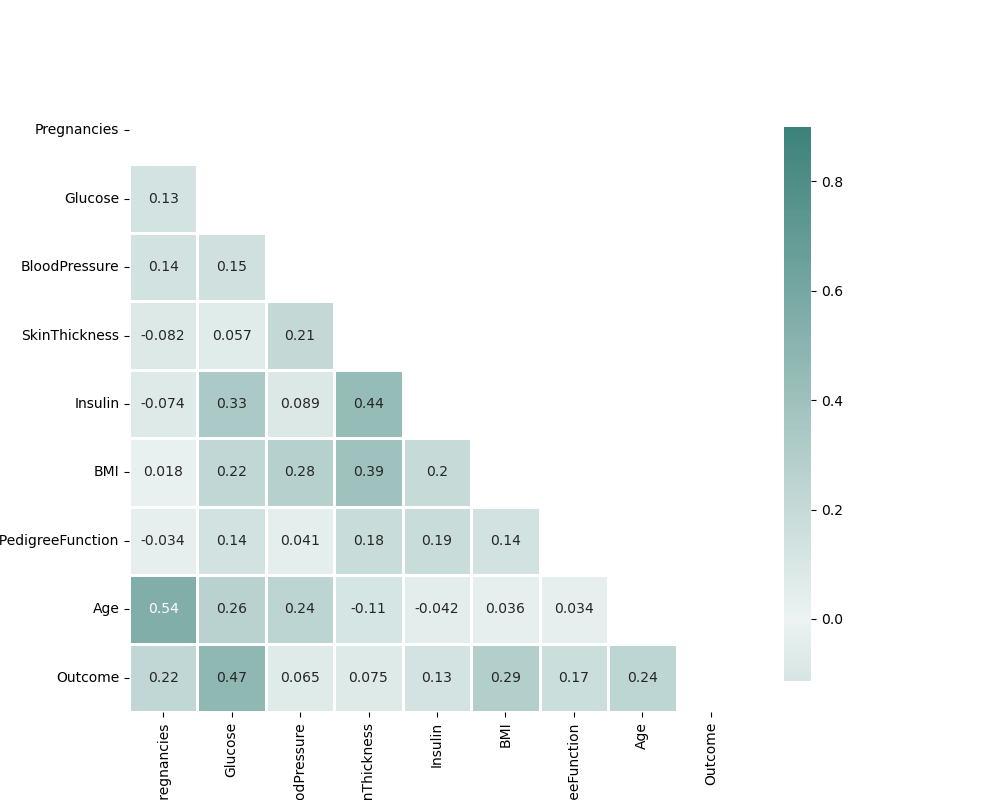 Pregnancies
Glucose 0.13
BloodPressure 0.14 0.15
SkinThickness -0.082 0.057 0.21
Insulin -0.074 0.33 0.089 0.44
BMI 0.018 0.22 0.28 0.39 0.2
PedigreeFunction -0.034 0.14 0.041 0.18 0.19 0.14
Age 0.54 0.26 0.24 -0.11 -0.042 0.036 0.034
Outcome 0.22 0.47 0.065 0.075 0.13 0.29 0.17 0.24
regnancies
Glucose
odPressure
nThickness
Insulin
BMI
eeFunction
Age
Outcome
0.8
0.6
0.4
0.2
0.0